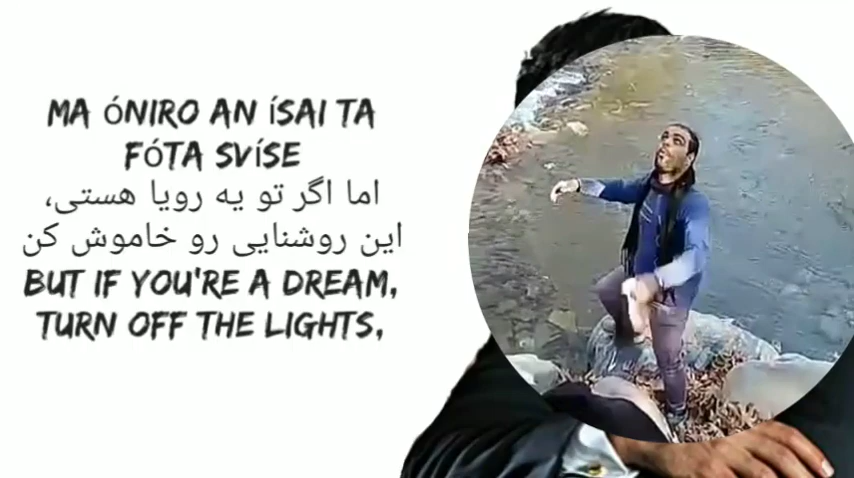 MA ÓNIRO AN ÍSAI TA
FÓTA SVÍSE
اما اگر تو یه رویا هستی،
این روشنایی رو خاموش کن
BUT IF YOU'RE A DREAM,
TURN OFF THE LIGHTS,